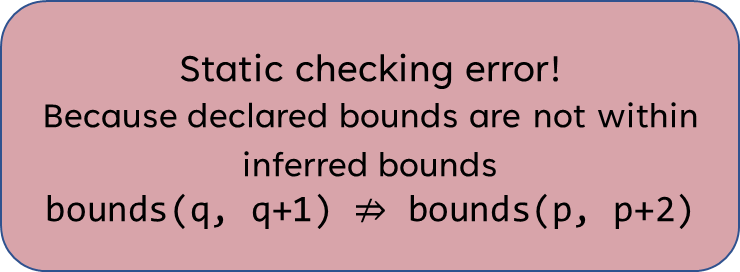 Static checking error!
Because declared bounds are not within
inferred bounds
bounds(q, q+1) ⇏ bounds(p, p+2)